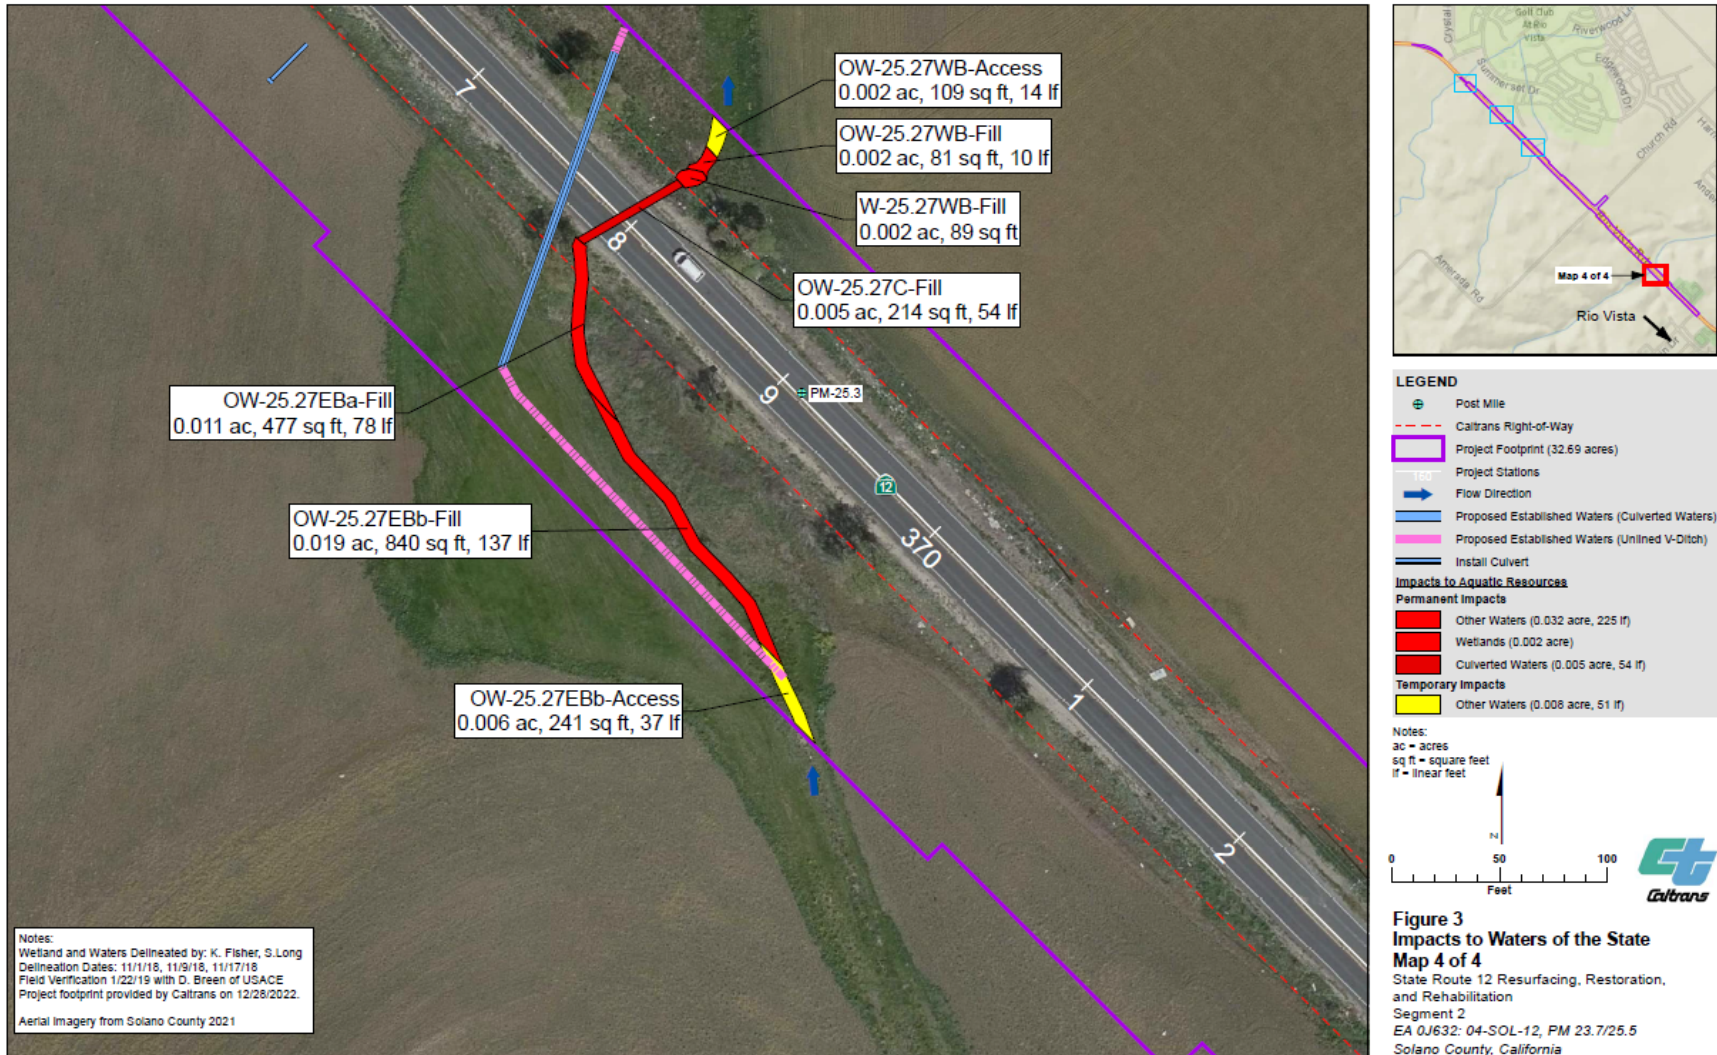 OW-25.27WB-Access
0.002 ac, 109 sq ft, 14 lf
OW-25.27WB-Fill
0.002 ac, 81 sq ft, 10 lf
W-25.27WB-Fill
0.002 ac, 89 sq ft
OW-25.27C-Fill
0.005 ac, 214 sq ft, 54 lf
OW-25.27EBa-Fill
0.011 ac, 477 sq ft, 78 lf
OW-25.27EBb-Fill
0.019 ac, 840 sq ft, 137 lf
OW-25.27EBb-Access
0.006 ac, 241 sq ft, 37 lf
7
8
9
PM-25.3
12
370
1
2
Notes:
Wetland and Waters Delineated by: K. Fisher, S.Long
Delineation Dates: 11/1/18, 11/9/18, 11/17/18
Field Verification 1/22/19 with D. Breen of USACE
Project footprint provided by Caltrans on 12/28/2022.
Aerial Imagery from Solano County 2021
Crystal
Golf Club
At Rio
Vista
Riverwood Ln
Summerset Dr
Edgewood Dr
Church Rd
Amerada Rd
Map 4 of 4
Rio Vista
LEGEND
Post Mile
Caltrans Right-of-Way
Project Footprint (32.69 acres)
160
Project Stations
Flow Direction
Proposed Established Waters (Culverted Waters)
Proposed Established Waters (Unlined V-Ditch)
Install Culvert
Impacts to Aquatic Resources
Permanent Impacts
Other Waters (0.032 acre, 225 lf)
Wetlands (0.002 acre)
Culverted Waters (0.005 acre, 54 lf)
Temporary Impacts
Other Waters (0.008 acre, 51 lf)
Notes:
ac = acres
sq ft = square feet
lf = linear feet
N
0 50 100
Feet
Caltrans
Figure 3
Impacts to Waters of the State
Map 4 of 4
State Route 12 Resurfacing, Restoration,
and Rehabilitation
Segment 2
EA 0J632: 04-SOL-12, PM 23.7/25.5
Solano County, California